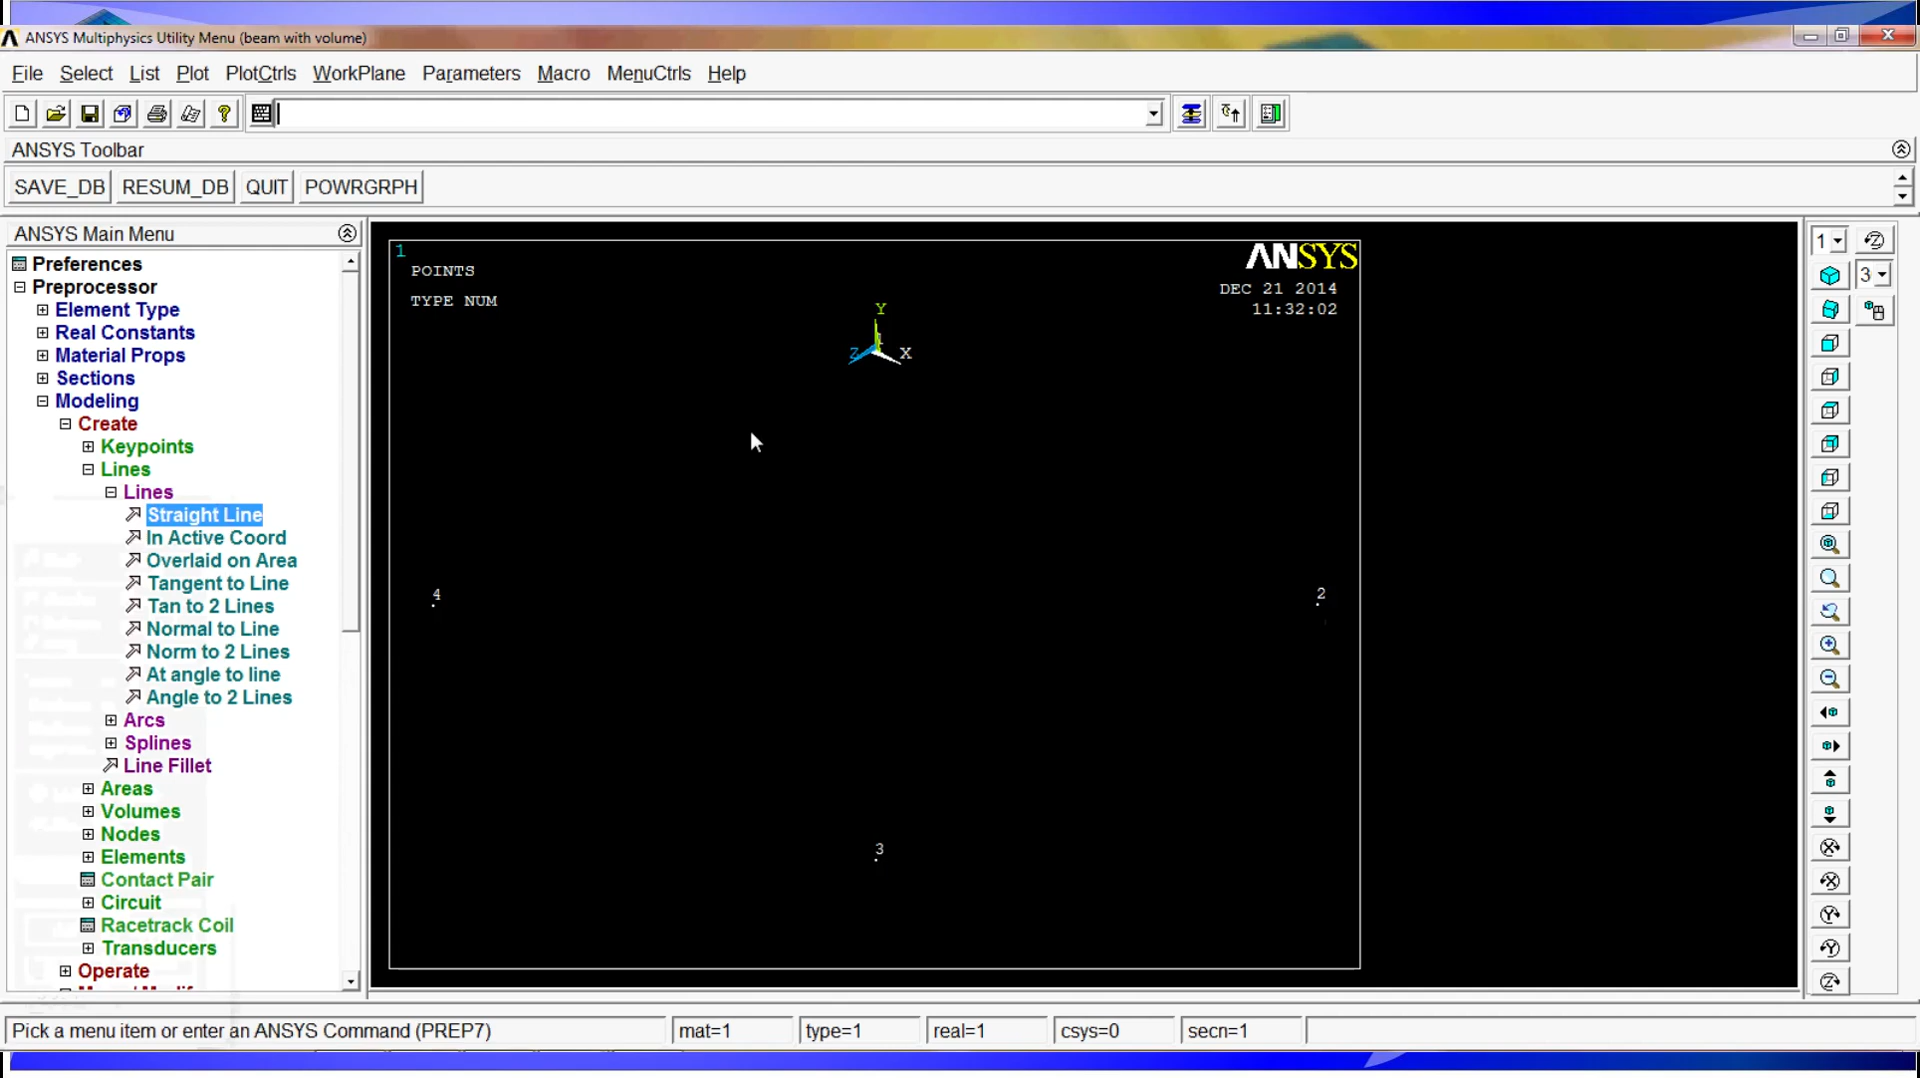 ANSYS Multiphysics Utility Menu (beam with volume)
File Select List Plot PlotCtrls WorkPlane Parameters Macro MenuCtrls Help
ANSYS Toolbar
SAVE_DB RESUM_DB QUIT POWRGRPH
ANSYS Main Menu
Preferences
Preprocessor
Element Type
Real Constants
Material Props
Sections
Modeling
Create
Keypoints
Lines
Lines
Straight Line
In Active Coord
Overlaid on Area
Tangent to Line
Tan to 2 Lines
Normal to Line
Norm to 2 Lines
At angle to line
Angle to 2 Lines
Arcs
Splines
Line Fillet
Areas
Volumes
Nodes
Elements
Contact Pair
Circuit
Racetrack Coil
Transducers
Operate
1
POINTS
TYPE NUM
ANSYS
DEC 21 2014
11:32:02
Y
Z X
4
2
3
1
3
Pick a menu item or enter an ANSYS Command (PREP7)
mat=1
type=1
real=1
csys=0
secn=1